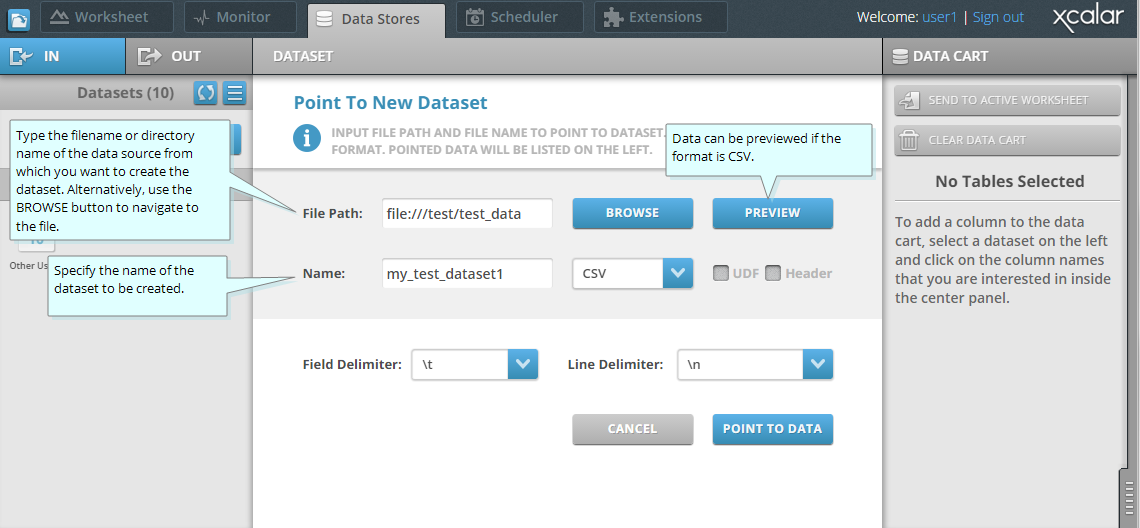 Worksheet
Monitor
Data Stores
Scheduler
Extensions
Welcome: user1 | Sign out
xcalar
IN
OUT
DATASET
DATA CART
Datasets (10)
Point To New Dataset
INPUT FILE PATH AND FILE NAME TO POINT TO DATASET.
FORMAT. POINTED DATA WILL BE LISTED ON THE LEFT.
Type the filename or directory
name of the data source from
which you want to create the
dataset. Alternatively, use the
BROWSE button to navigate to
the file.
Data can be previewed if the
format is CSV.
File Path:
file:///test/test_data
BROWSE
PREVIEW
Other Us
Specify the name of the
dataset to be created.
Name:
my_test_dataset1
CSV
UDF
Header
Field Delimiter:
\t
Line Delimiter:
\n
CANCEL
POINT TO DATA
SEND TO ACTIVE WORKSHEET
CLEAR DATA CART
No Tables Selected
To add a column to the data
cart, select a dataset on the left
and click on the column names
that you are interested in inside
the center panel.